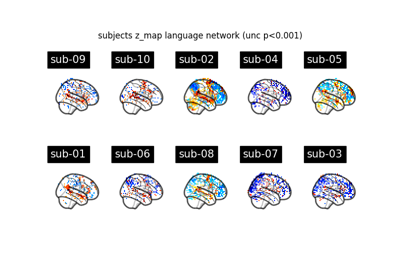 subjects z_map language network (unc p<0.001)
sub-09 sub-10 sub-02 sub-04 sub-05
sub-01 sub-06 sub-08 sub-07 sub-03